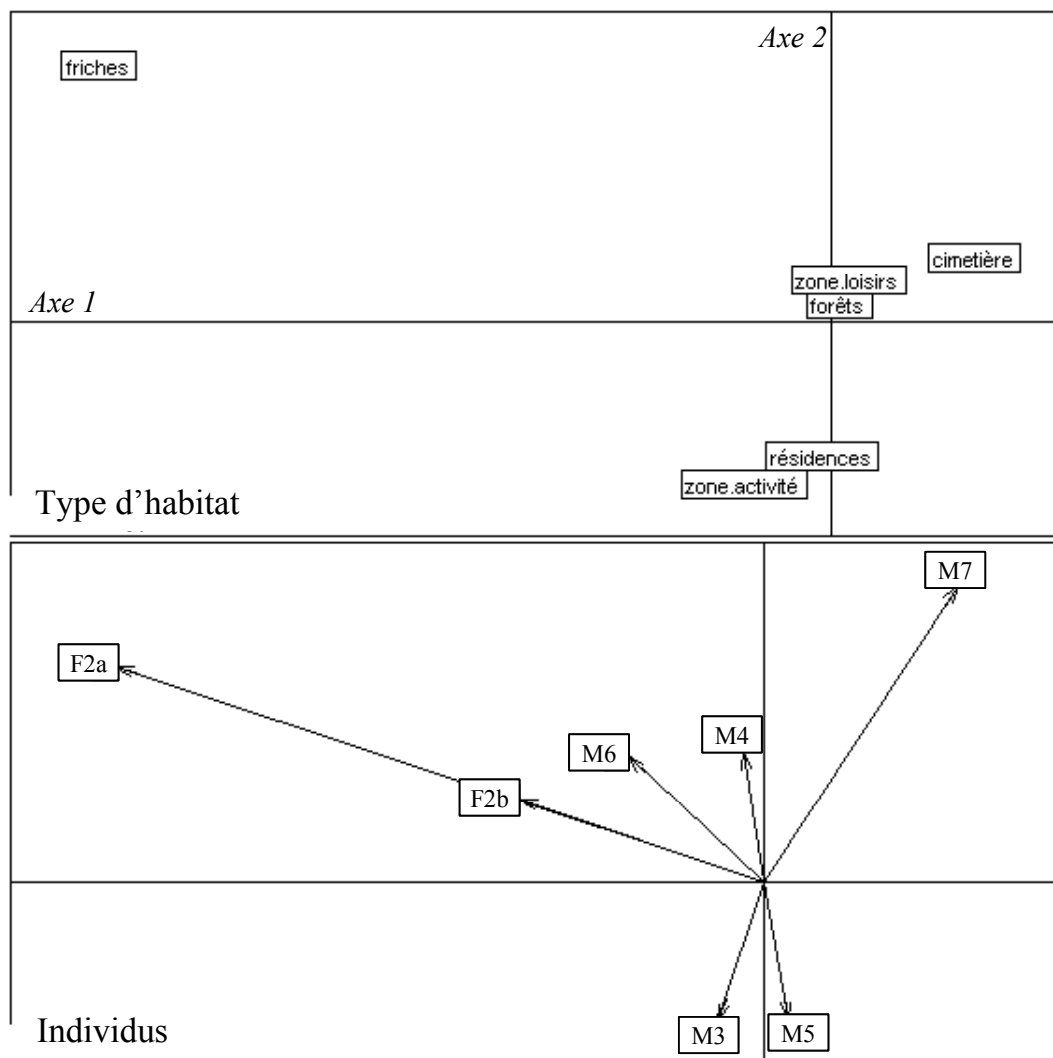 Axe 2
friches
cimetière
zone.loisirs
Axe 1
forêts
résidences
zone.activité
Type d'habitat
M7
F2a
M4
M6
F2b
M3
M5
Individus